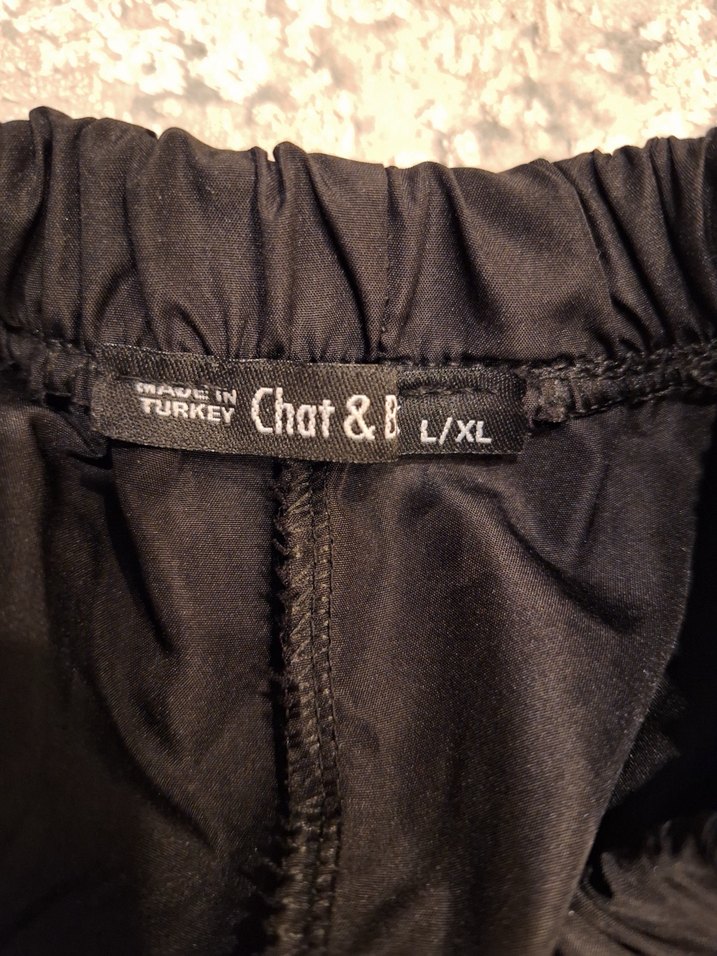 MADE IN
TURKEY
Chat & B
L/XL